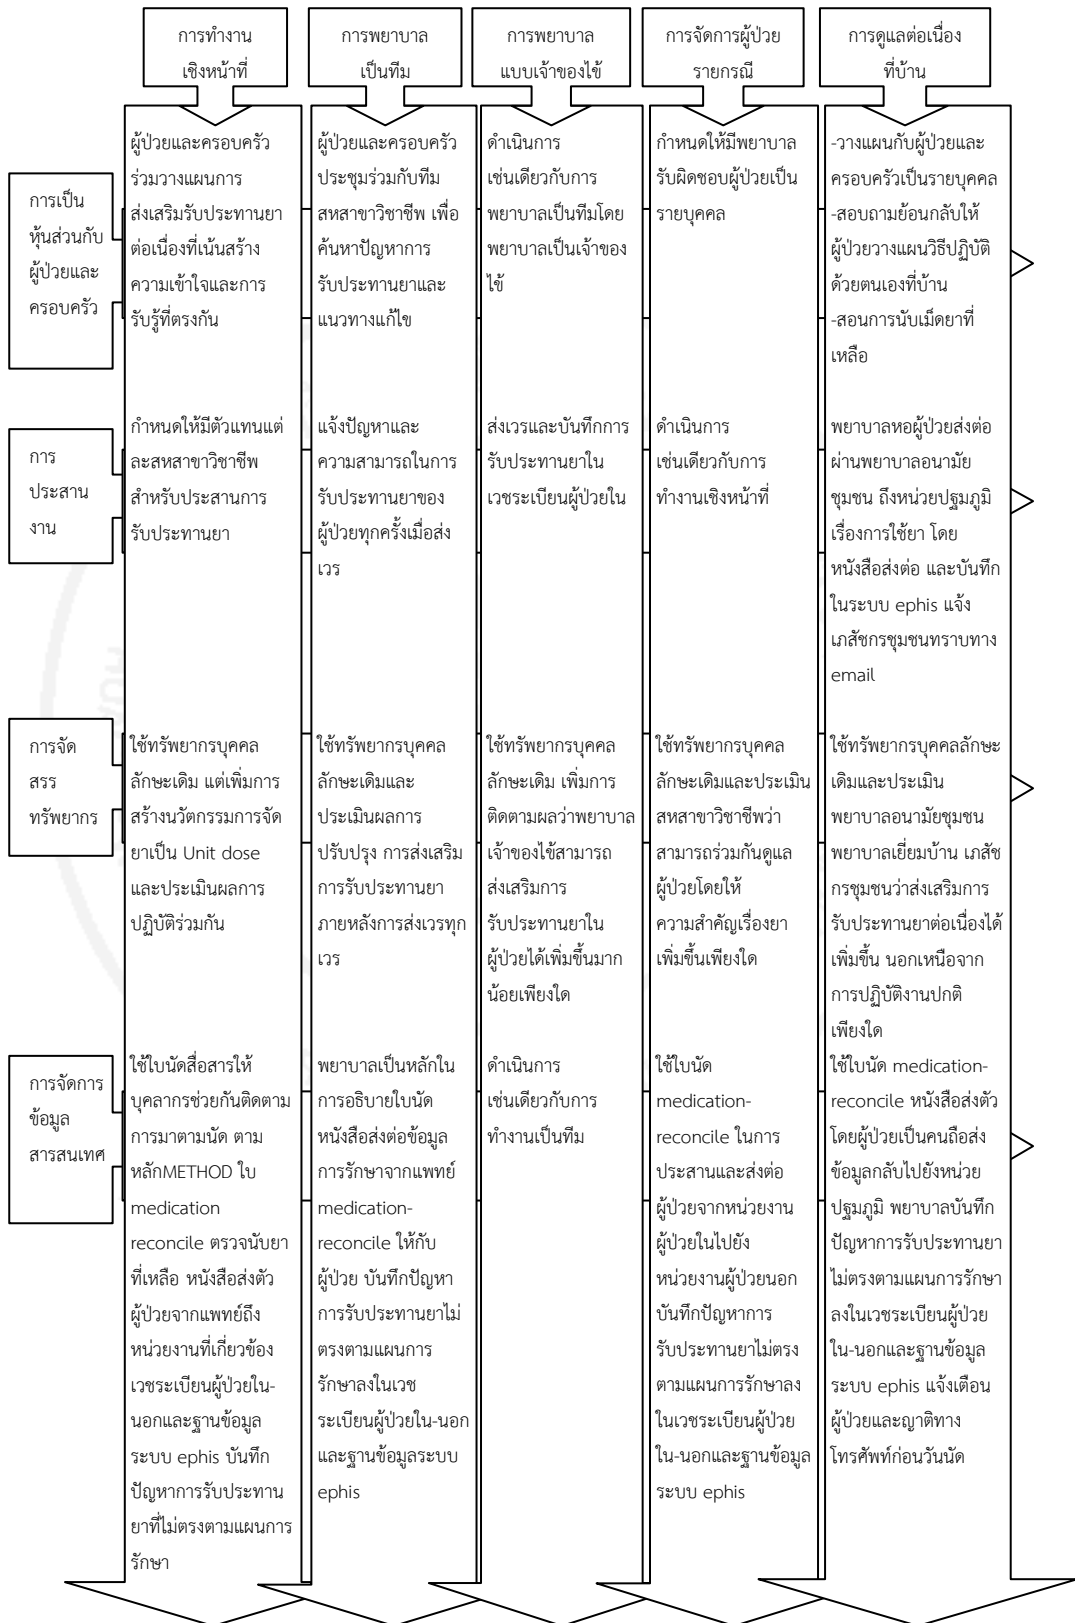 การทำงาน
เชิงหน้าที่
การพยาบาล
เป็นทีม
การพยาบาล
แบบเจ้าของไข้
การจัดการผู้ป่วย
รายกรณี
การดูแลต่อเนื่อง
ที่บ้าน
การเป็น
หุ้นส่วนกับ
ผู้ป่วยและ
ครอบครัว
ผู้ป่วยและครอบครัว
ร่วมวางแผนการ
ส่งเสริมรับประทานยา
ต่อเนื่องที่เน้นสร้าง
ความเข้าใจและการ
รับรู้ที่ตรงกัน
ผู้ป่วยและครอบครัว
ประชุมร่วมกับทีม
สหสาขาวิชาชีพ เพื่อ
ค้นหาปัญหาการ
รับประทานยาและ
แนวทางแก้ไข
ดำเนินการ
เช่นเดียวกับการ
พยาบาลเป็นทีมโดย
พยาบาลเป็นเจ้าของ
ไข้
กำหนดให้มีพยาบาล
รับผิดชอบผู้ป่วยเป็น
รายบุคคล
-วางแผนกับผู้ป่วยและ
ครอบครัวเป็นรายบุคคล
-สอบถามย้อนกลับให้
ผู้ป่วยวางแผนวิธีปฏิบัติ
ด้วยตนเองที่บ้าน
-สอนการนับเม็ดยาที่
เหลือ
การ
ประสาน
งาน
กำหนดให้มีตัวแทนแต่
ละสหสาขาวิชาชีพ
สำหรับประสานการ
รับประทานยา
แจ้งปัญหาและ
ความสามารถในการ
รับประทานยาของ
ผู้ป่วยทุกครั้งเมื่อส่ง
เวร
ส่งเวรและบันทึกการ
รับประทานยาใน
เวชระเบียนผู้ป่วยใน
ดำเนินการ
เช่นเดียวกับการ
ทำงานเชิงหน้าที่
พยาบาลหอผู้ป่วยส่งต่อ
ผ่านพยาบาลอนามัย
ชุมชน ถึงหน่วยปฐมภูมิ
เรื่องการใช้ยา โดย
หนังสือส่งต่อ และบันทึก
ในระบบ ephis แจ้ง
เภสัชกรชุมชนทราบทาง
email
การจัด
สรร
ทรัพยากร
ใช้ทรัพยากรบุคคล
ลักษณะเดิม แต่เพิ่มการ
สร้างนวัตกรรมการจัด
ยาเป็น Unit dose
และประเมินผลการ
ปฏิบัติร่วมกัน
ใช้ทรัพยากรบุคคล
ลักษณะเดิมและ
ประเมินผลการ
ปรับปรุง การส่งเสริม
การรับประทานยา
ภายหลังการส่งเวรทุก
เวร
ใช้ทรัพยากรบุคคล
ลักษณะเดิม เพิ่มการ
ติดตามผลว่าพยาบาล
เจ้าของไข้สามารถ
ส่งเสริมการ
รับประทานยาใน
ผู้ป่วยได้เพิ่มขึ้นมาก
น้อยเพียงใด
ใช้ทรัพยากรบุคคล
ลักษณะเดิมและประเมิน
สหสาขาวิชาชีพว่า
สามารถร่วมกันดูแล
ผู้ป่วยโดยให้
ความสำคัญเรื่องยา
เพิ่มขึ้นเพียงใด
ใช้ทรัพยากรบุคคลลักษะ
เดิมและประเมิน
พยาบาลอนามัยชุมชน
พยาบาลเยี่ยมบ้าน เภสัช
กรชุมชนว่าส่งเสริมการ
รับประทานยาต่อเนื่องได้
เพิ่มขึ้น นอกเหนือจาก
การปฏิบัติงานปกติ
เพียงใด
การจัดการ
ข้อมูล
สารสนเทศ
ใช้ใบนัดสื่อสารให้
บุคลากรช่วยกันติดตาม
การมาตามนัด ตาม
หลักMETHOD ใบ
medication
reconcile ตรวจนับยา
ที่เหลือ หนังสือส่งตัว
ผู้ป่วยจากแพทย์ถึง
หน่วยงานที่เกี่ยวข้อง
เวชระเบียนผู้ป่วยใน-
นอกและฐานข้อมูล
ระบบ ephis บันทึก
ปัญหาการรับประทาน
ยาที่ไม่ตรงตามแผนการ
รักษา
พยาบาลเป็นหลักใน
การอธิบายใบนัด
หนังสือส่งต่อข้อมูล
การรักษาจากแพทย์
medication-
reconcile ให้กับ
ผู้ป่วย บันทึกปัญหา
การรับประทานยาไม่
ตรงตามแผนการ
รักษาลงในเวช
ระเบียนผู้ป่วยใน-นอก
และฐานข้อมูลระบบ
ephis
ดำเนินการ
เช่นเดียวกับการ
ทำงานเป็นทีม
ใช้ใบนัด
medication-
reconcile ในการ
ประสานและส่งต่อ
ผู้ป่วยจากหน่วยงาน
ผู้ป่วยในไปยัง
หน่วยงานผู้ป่วยนอก
บันทึกปัญหาการ
รับประทานยาไม่ตรง
ตามแผนการรักษาลง
ในเวชระเบียนผู้ป่วย
ใน-นอกและฐานข้อมูล
ระบบ ephis
ใช้ใบนัด medication-
reconcile หนังสือส่งตัว
โดยผู้ป่วยเป็นคนถือส่ง
ข้อมูลกลับไปยังหน่วย
ปฐมภูมิ พยาบาลบันทึก
ปัญหาการรับประทานยา
ไม่ตรงตามแผนการรักษา
ลงในเวชระเบียนผู้ป่วย
ใน-นอกและฐานข้อมูล
ระบบ ephis แจ้งเตือน
ผู้ป่วยและญาติทาง
โทรศัพท์ก่อนวันนัด